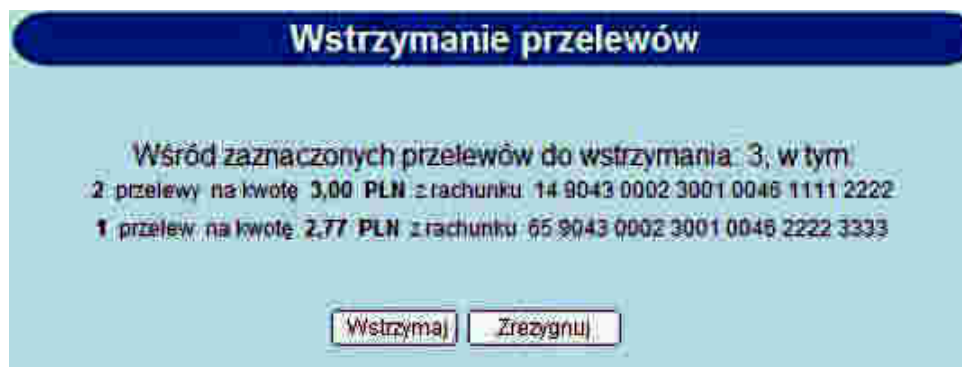 Wstrzymanie przelewów
Wśród zaznaczonych przelewów do wstrzymania: 3, w tym:
2 przelewy na kwotę 3,00 PLN z rachunku 14 9043 0002 3001 0046 1111 2222
1 przelew na kwotę 2,77 PLN z rachunku 65 9043 0002 3001 0046 2222 3333
Wstrzymaj Zrezygnuj